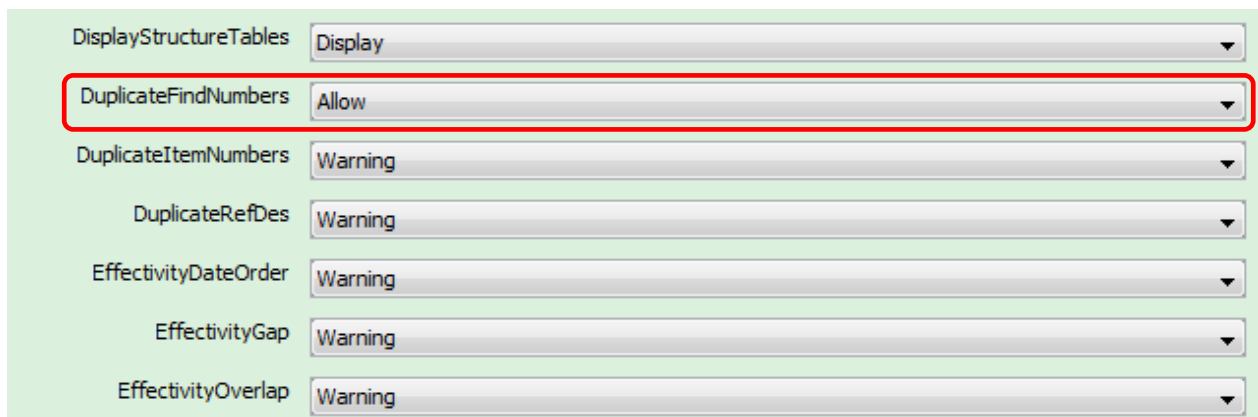 DisplayStructureTables Display
DuplicateFindNumbers Allow
DuplicateItemNumbers Warning
DuplicateRefDes Warning
EffectivityDateOrder Warning
EffectivityGap Warning
EffectivityOverlap Warning